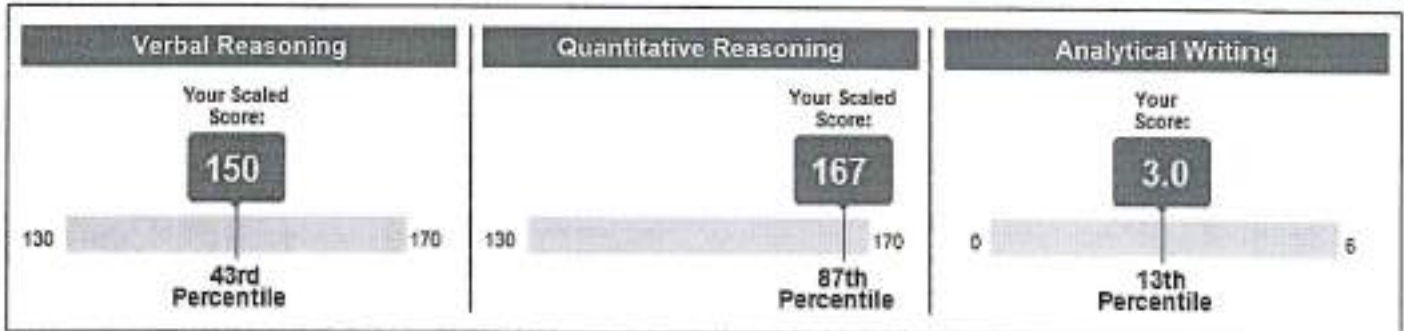 Verbal Reasoning
Your Scaled
Score:
150
130
170
43rd
Percentile
Quantitative Reasoning
Your Scaled
Score:
167
130
170
87th
Percentile
Analytical Writing
Your
Score:
3.0
0
6
13th
Percentile